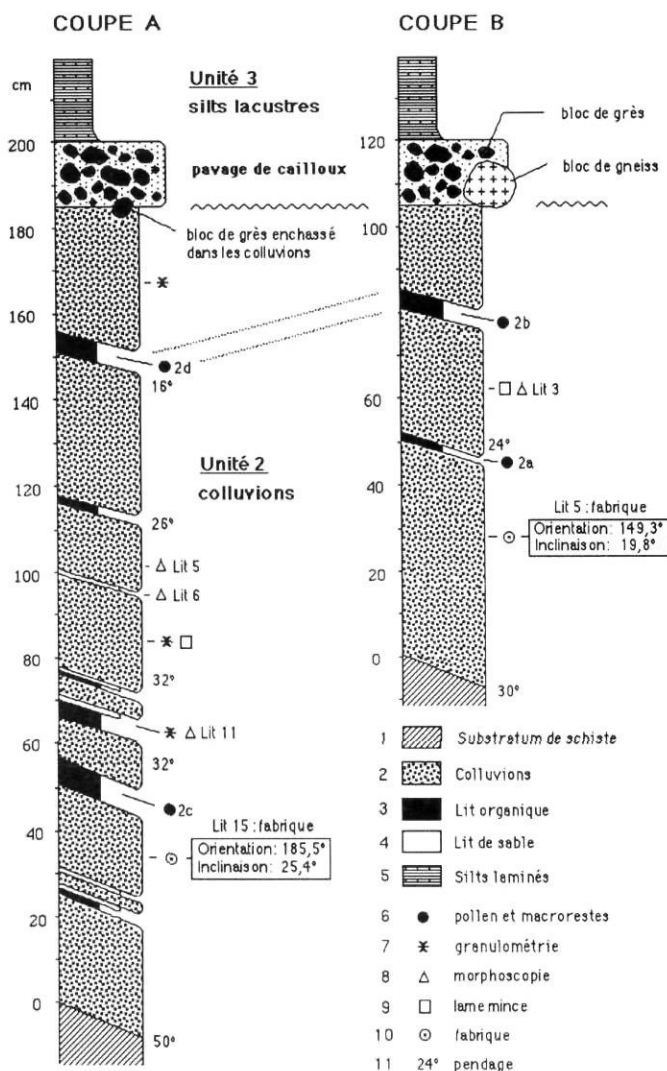 COUPE A
cm
Unité 3
silts lacustres
200
pavage de cailloux
180
bloc de grès enchassé
dans les colluvions
160
2d
16°
140
Unité 2
colluvions
120
26°
Lit 5
100
Lit 6
80
32°
Lit 11
60
32°
2c
40
Lit 15 : fabrique
Orientation: 185,5°
Inclinaison: 25,4°
20
0
50°
COUPE B
bloc de grès
120
bloc de gneiss
100
2b
Lit 3
60
24°
2a
40
Lit 5 : fabrique
Orientation: 149,3°
Inclinaison: 19,8°
20
0
30°
1 Substratum de schiste
2 Colluvions
3 Lit organique
4 Lit de sable
5 Silts laminés
6 pollen et macrorestes
7 granulométrie
8 morphoscopie
9 lame mince
10 fabrique
11 24° pendage